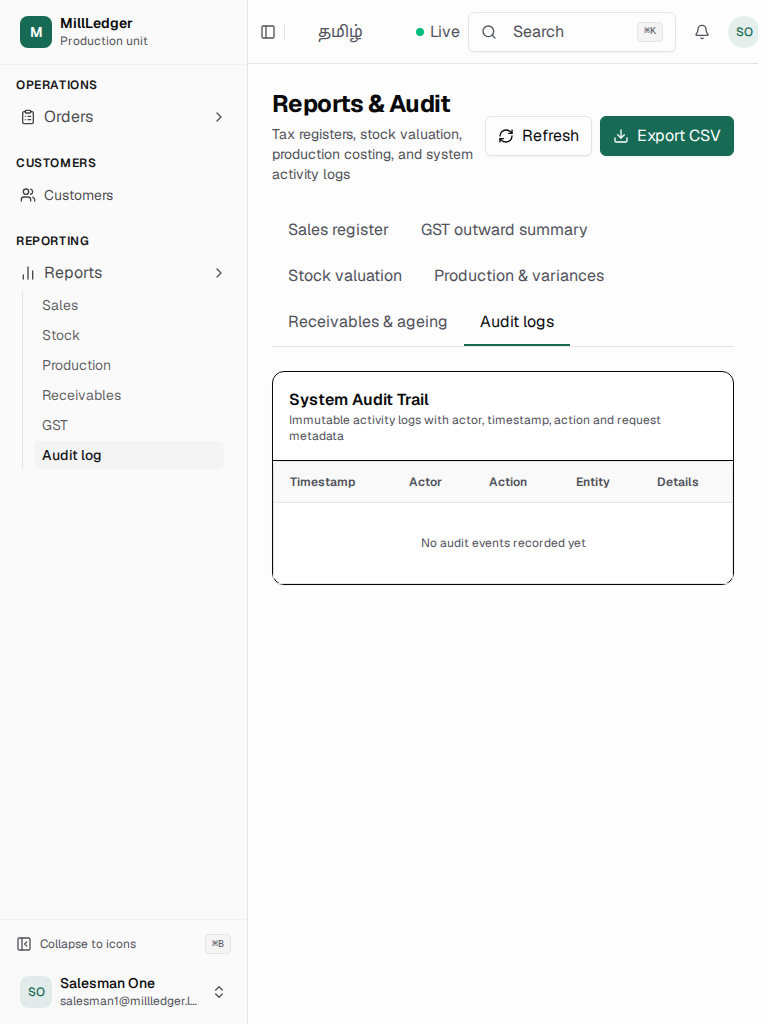 M
MillLedger
Production unit
OPERATIONS
Orders
CUSTOMERS
Customers
REPORTING
Reports
Sales
Stock
Production
Receivables
GST
Audit log
Collapse to icons
⌘B
SO
Salesman One
salesman1@millledger.l...
தமிழ்
Live
Search
⌘K
SO
Reports & Audit
Tax registers, stock valuation,
production costing, and system
activity logs
Refresh
Export CSV
Sales register
GST outward summary
Stock valuation
Production & variances
Receivables & ageing
Audit logs
System Audit Trail
Immutable activity logs with actor, timestamp, action and request
metadata
Timestamp Actor Action Entity Details
No audit events recorded yet